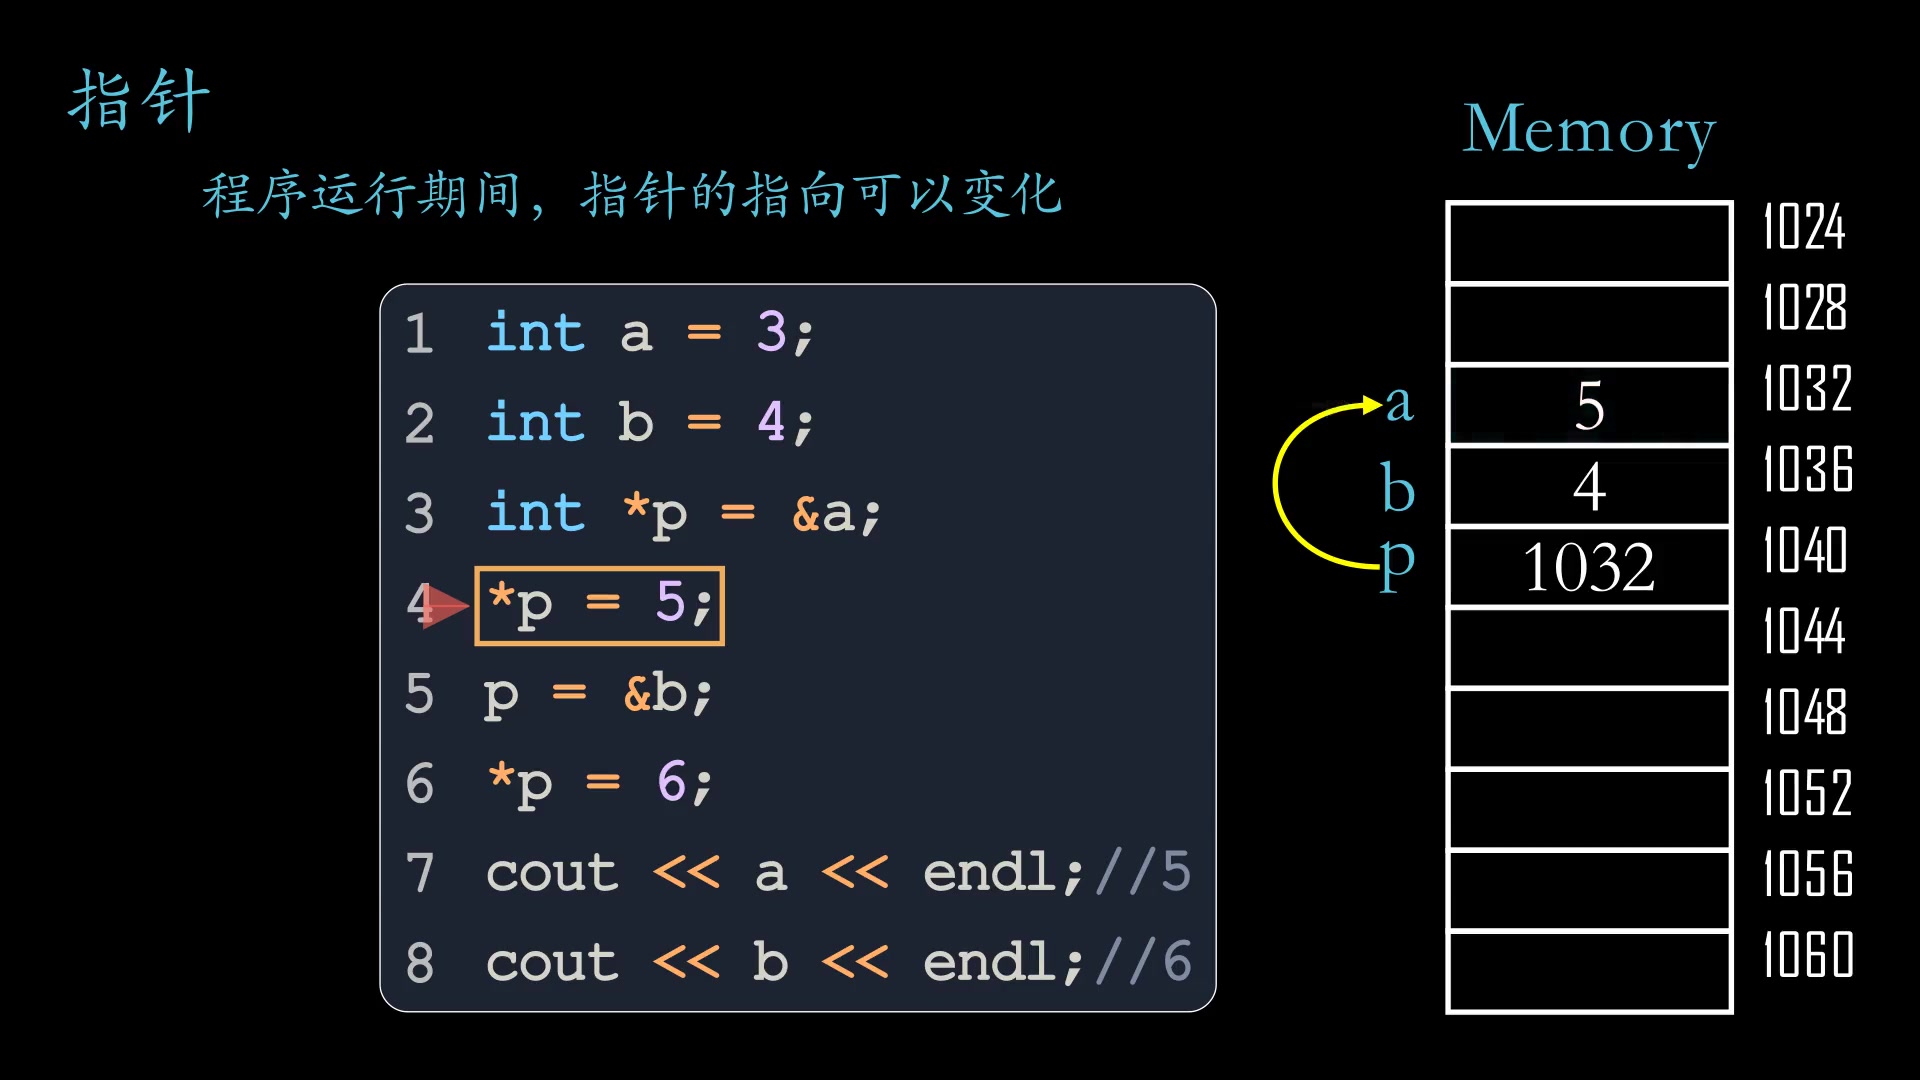 指针
程序运行期间，指针的指向可以变化
1 int a = 3;
2 int b = 4;
3 int *p = &a;
4 *p = 5;
5 p = &b;
6 *p = 6;
7 cout << a << endl;//5
8 cout << b << endl;//6
Memory
1024
1028
a 5 1032
b 4 1036
p 1032 1040
1044
1048
1052
1056
1060